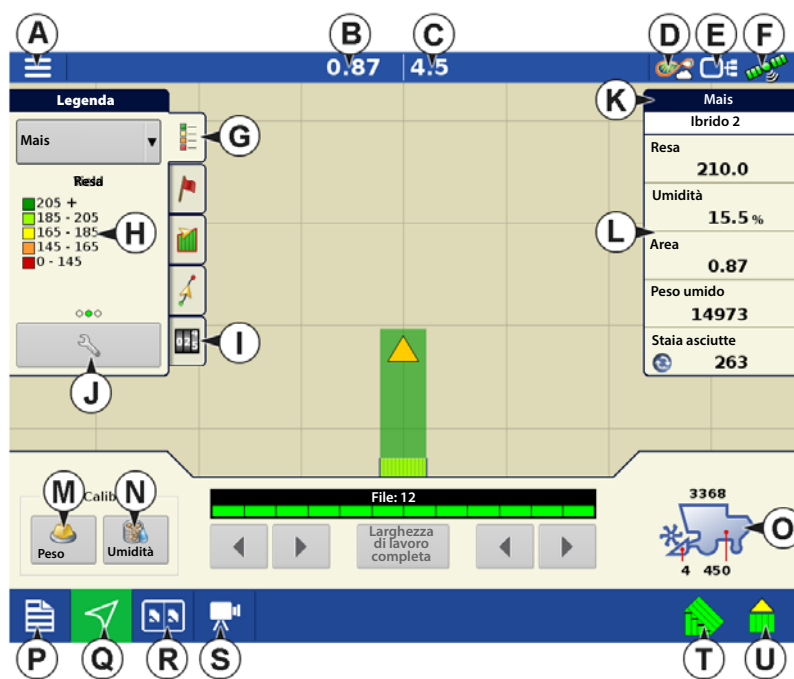 A
B
C
D
E
F
0.87
4.5
Legenda
K
Mais
Ibrido 2
Mais
G
Resa
210.0
Resa
205 +
185 - 205
165 - 185
145 - 165
0 - 145
H
Umidità
15.5 %
L
Area
0.87
Peso umido
14973
Staia asciutte
263
I
J
M
Calib
N
Peso
Umidità
File: 12
Larghezza
di lavoro
completa
3368
O
4 450
P
Q
R
S
T
U